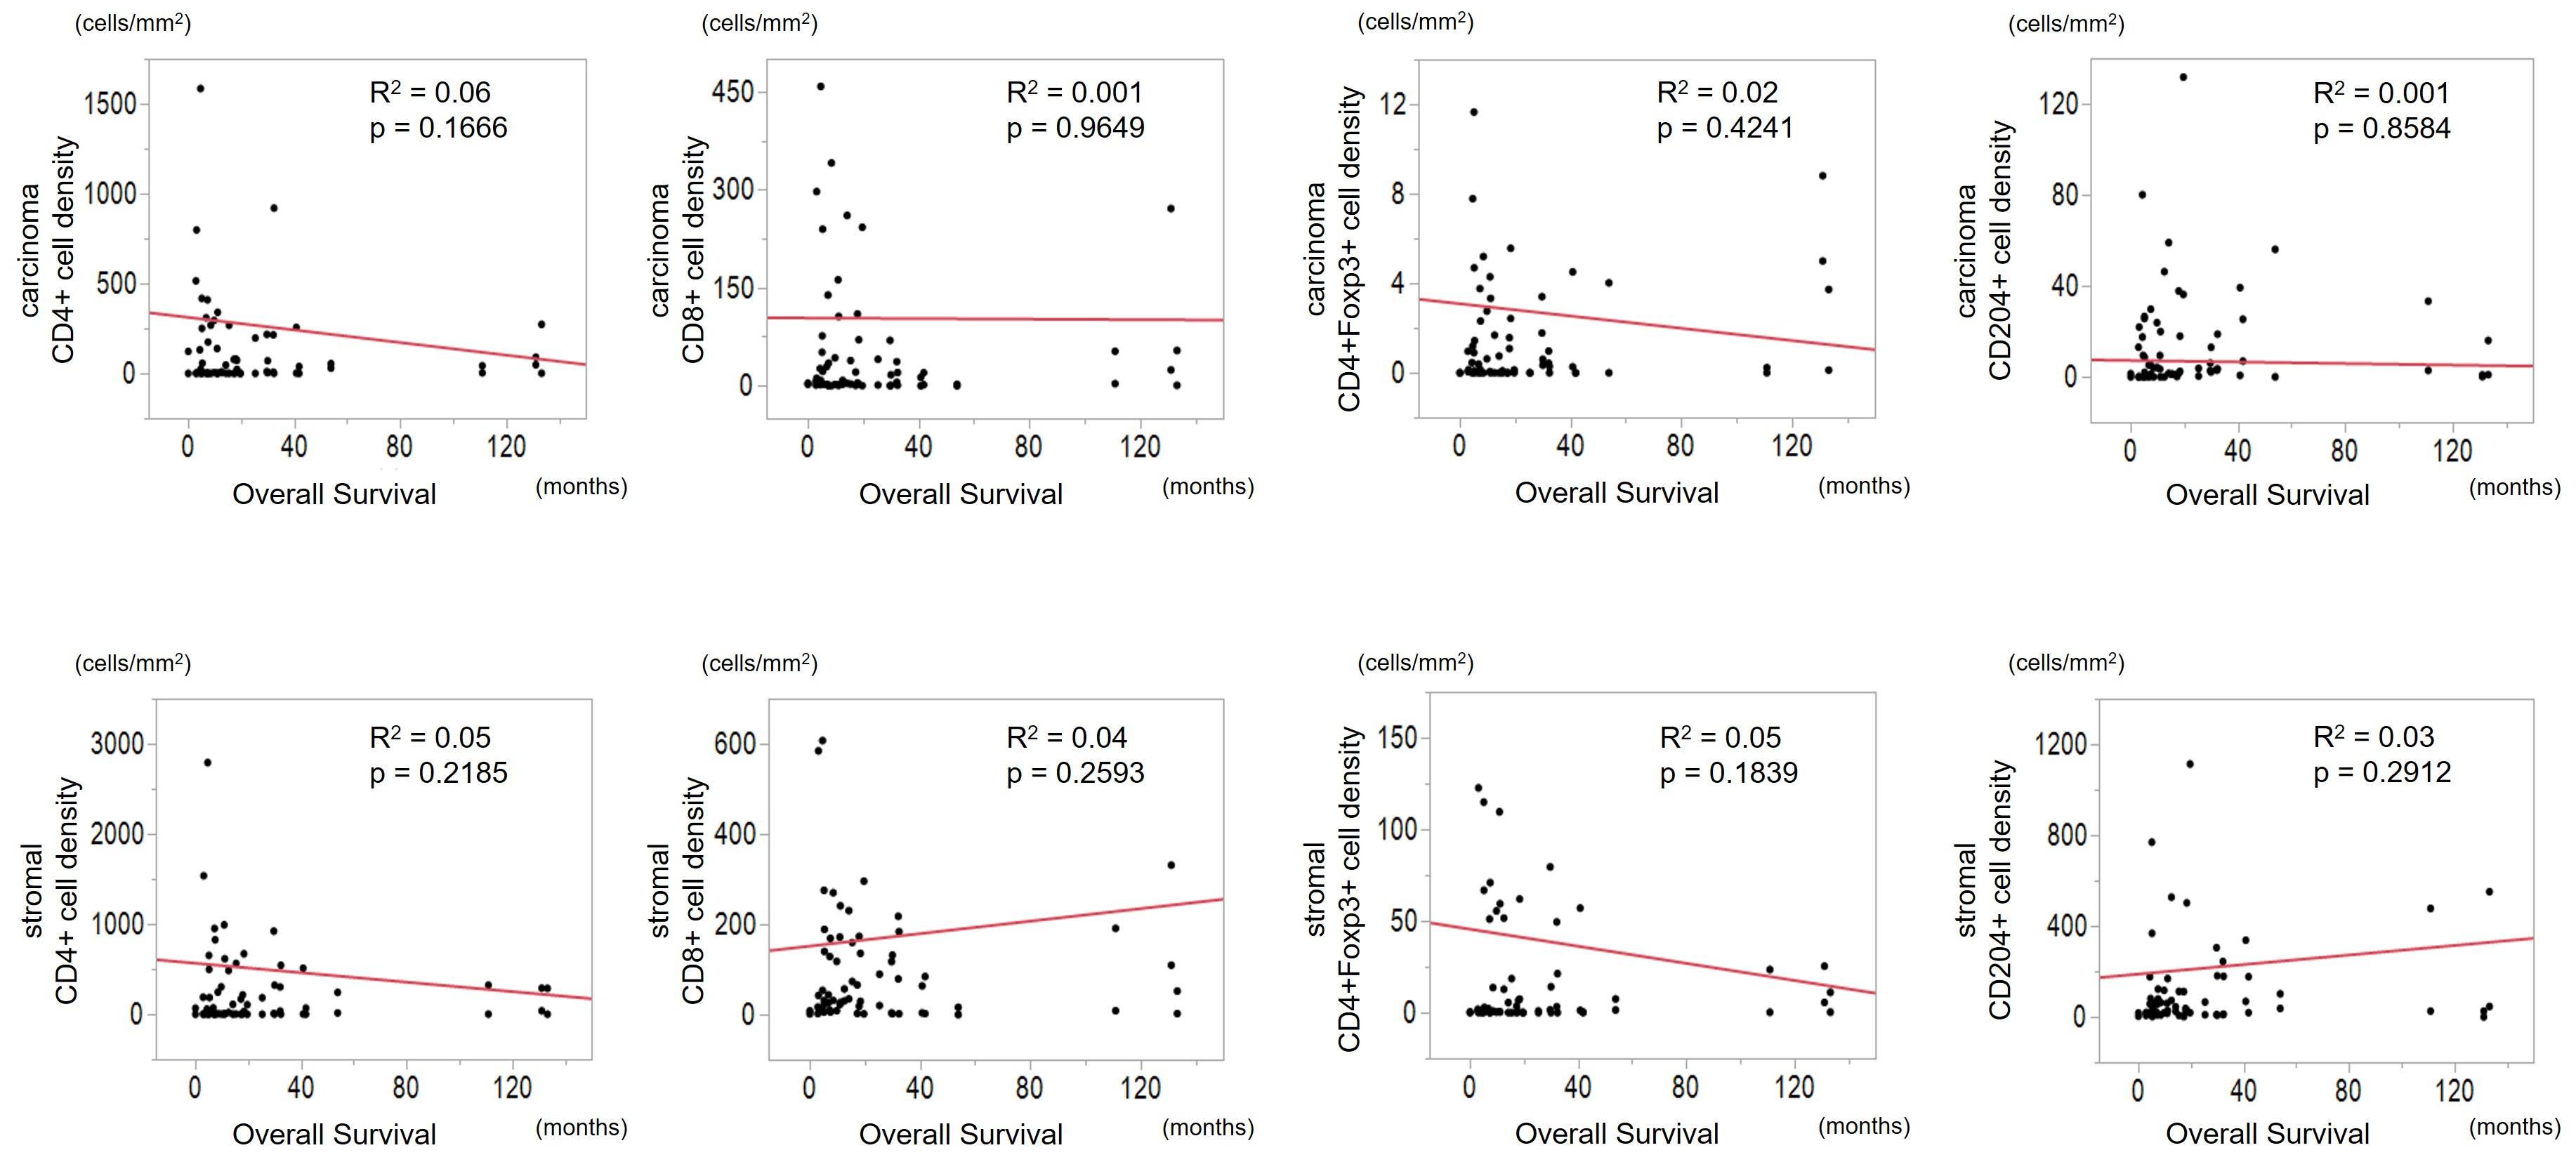 (cells/mm²)
carcinoma
CD4+ cell density
1500
1000
500
0
R² = 0.06
p = 0.1666
0 40 80 120
Overall Survival (months)
(cells/mm²)
carcinoma
CD8+ cell density
450
300
150
0
R² = 0.001
p = 0.9649
0 40 80 120
Overall Survival (months)
(cells/mm²)
carcinoma
CD4+Foxp3+ cell density
12
8
4
0
R² = 0.02
p = 0.4241
0 40 80 120
Overall Survival (months)
(cells/mm²)
carcinoma
CD204+ cell density
120
80
40
0
R² = 0.001
p = 0.8584
0 40 80 120
Overall Survival (months)
(cells/mm²)
stromal
CD4+ cell density
3000
2000
1000
0
R² = 0.05
p = 0.2185
0 40 80 120
Overall Survival (months)
(cells/mm²)
stromal
CD8+ cell density
600
400
200
0
R² = 0.04
p = 0.2593
0 40 80 120
Overall Survival (months)
(cells/mm²)
stromal
CD4+Foxp3+ cell density
150
100
50
0
R² = 0.05
p = 0.1839
0 40 80 120
Overall Survival (months)
(cells/mm²)
stromal
CD204+ cell density
1200
800
400
0
R² = 0.03
p = 0.2912
0 40 80 120
Overall Survival (months)